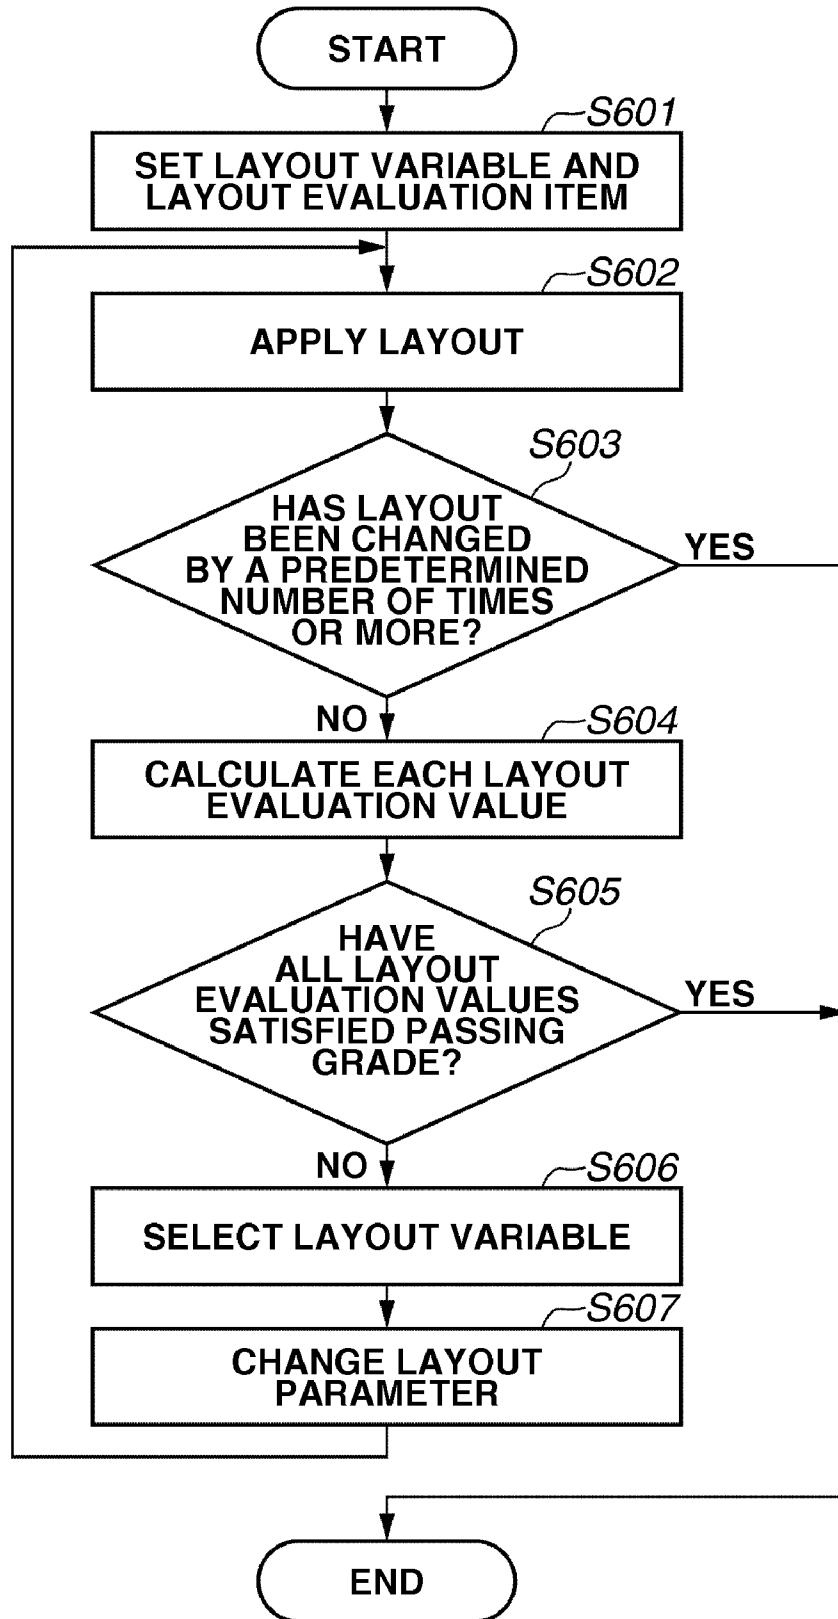 START
S601
SET LAYOUT VARIABLE AND
LAYOUT EVALUATION ITEM
S602
APPLY LAYOUT
S603
HAS LAYOUT
BEEN CHANGED
BY A PREDETERMINED
NUMBER OF TIMES
OR MORE?
YES
NO
S604
CALCULATE EACH LAYOUT
EVALUATION VALUE
S605
HAVE
ALL LAYOUT
EVALUATION VALUES
SATISFIED PASSING
GRADE?
YES
NO
S606
SELECT LAYOUT VARIABLE
S607
CHANGE LAYOUT
PARAMETER
END